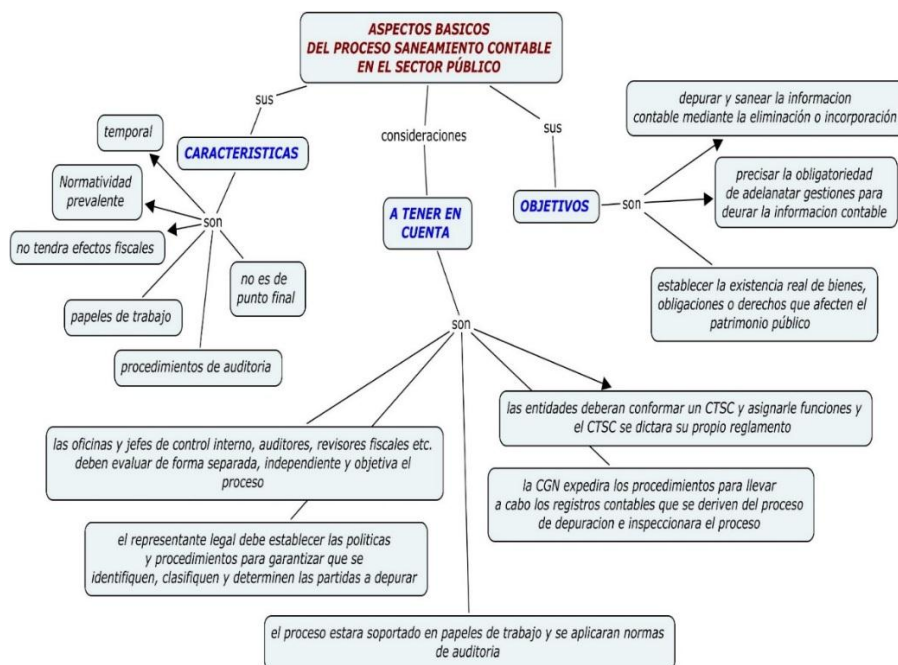 ASPECTOS BASICOS
DEL PROCESO SANEAMIENTO CONTABLE
EN EL SECTOR PÚBLICO
sus
consideraciones
sus
CARACTERISTICAS
son
temporal
Normatividad
prevalente
no tendra efectos fiscales
papeles de trabajo
procedimientos de auditoria
no es de
punto final
A TENER EN
CUENTA
son
las oficinas y jefes de control interno, auditores, revisores fiscales etc.
deben evaluar de forma separada, independiente y objetiva el
proceso
el representante legal debe establecer las politicas
y procedimientos para garantizar que se
identifiquen, clasifiquen y determinen las partidas a depurar
el proceso estara soportado en papeles de trabajo y se aplicaran normas
de auditoria
la CGN expedira los procedimientos para llevar
a cabo los registros contables que se deriven del proceso
de depuracion e inspeccionara el proceso
las entidades deberan conformar un CTSC y asignarle funciones y
el CTSC se dictara su propio reglamento
OBJETIVOS
son
depurar y sanear la informacion
contable mediante la eliminación o incorporación
precisar la obligatoriedad
de adelanatar gestiones para
deurar la informacion contable
establecer la existencia real de bienes,
obligaciones o derechos que afecten el
patrimonio público